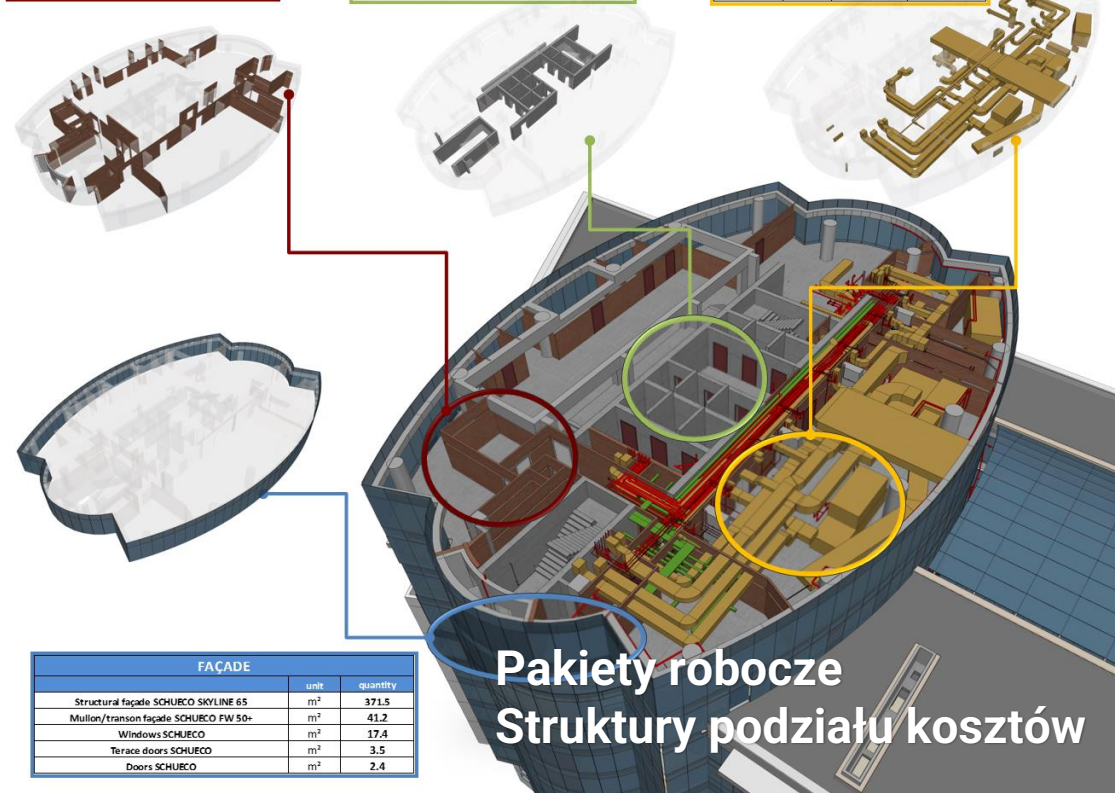 FAÇADE
unit quantity
Structural façade SCHUECO SKYLINE 65 m² 371.5
Mulion/transon façade SCHUECO FW 50+ m² 41.2
Windows SCHUECO m² 17.4
Terace doors SCHUECO m² 3.5
Doors SCHUECO m² 2.4
Pakiety robocze
Struktury podziału kosztów